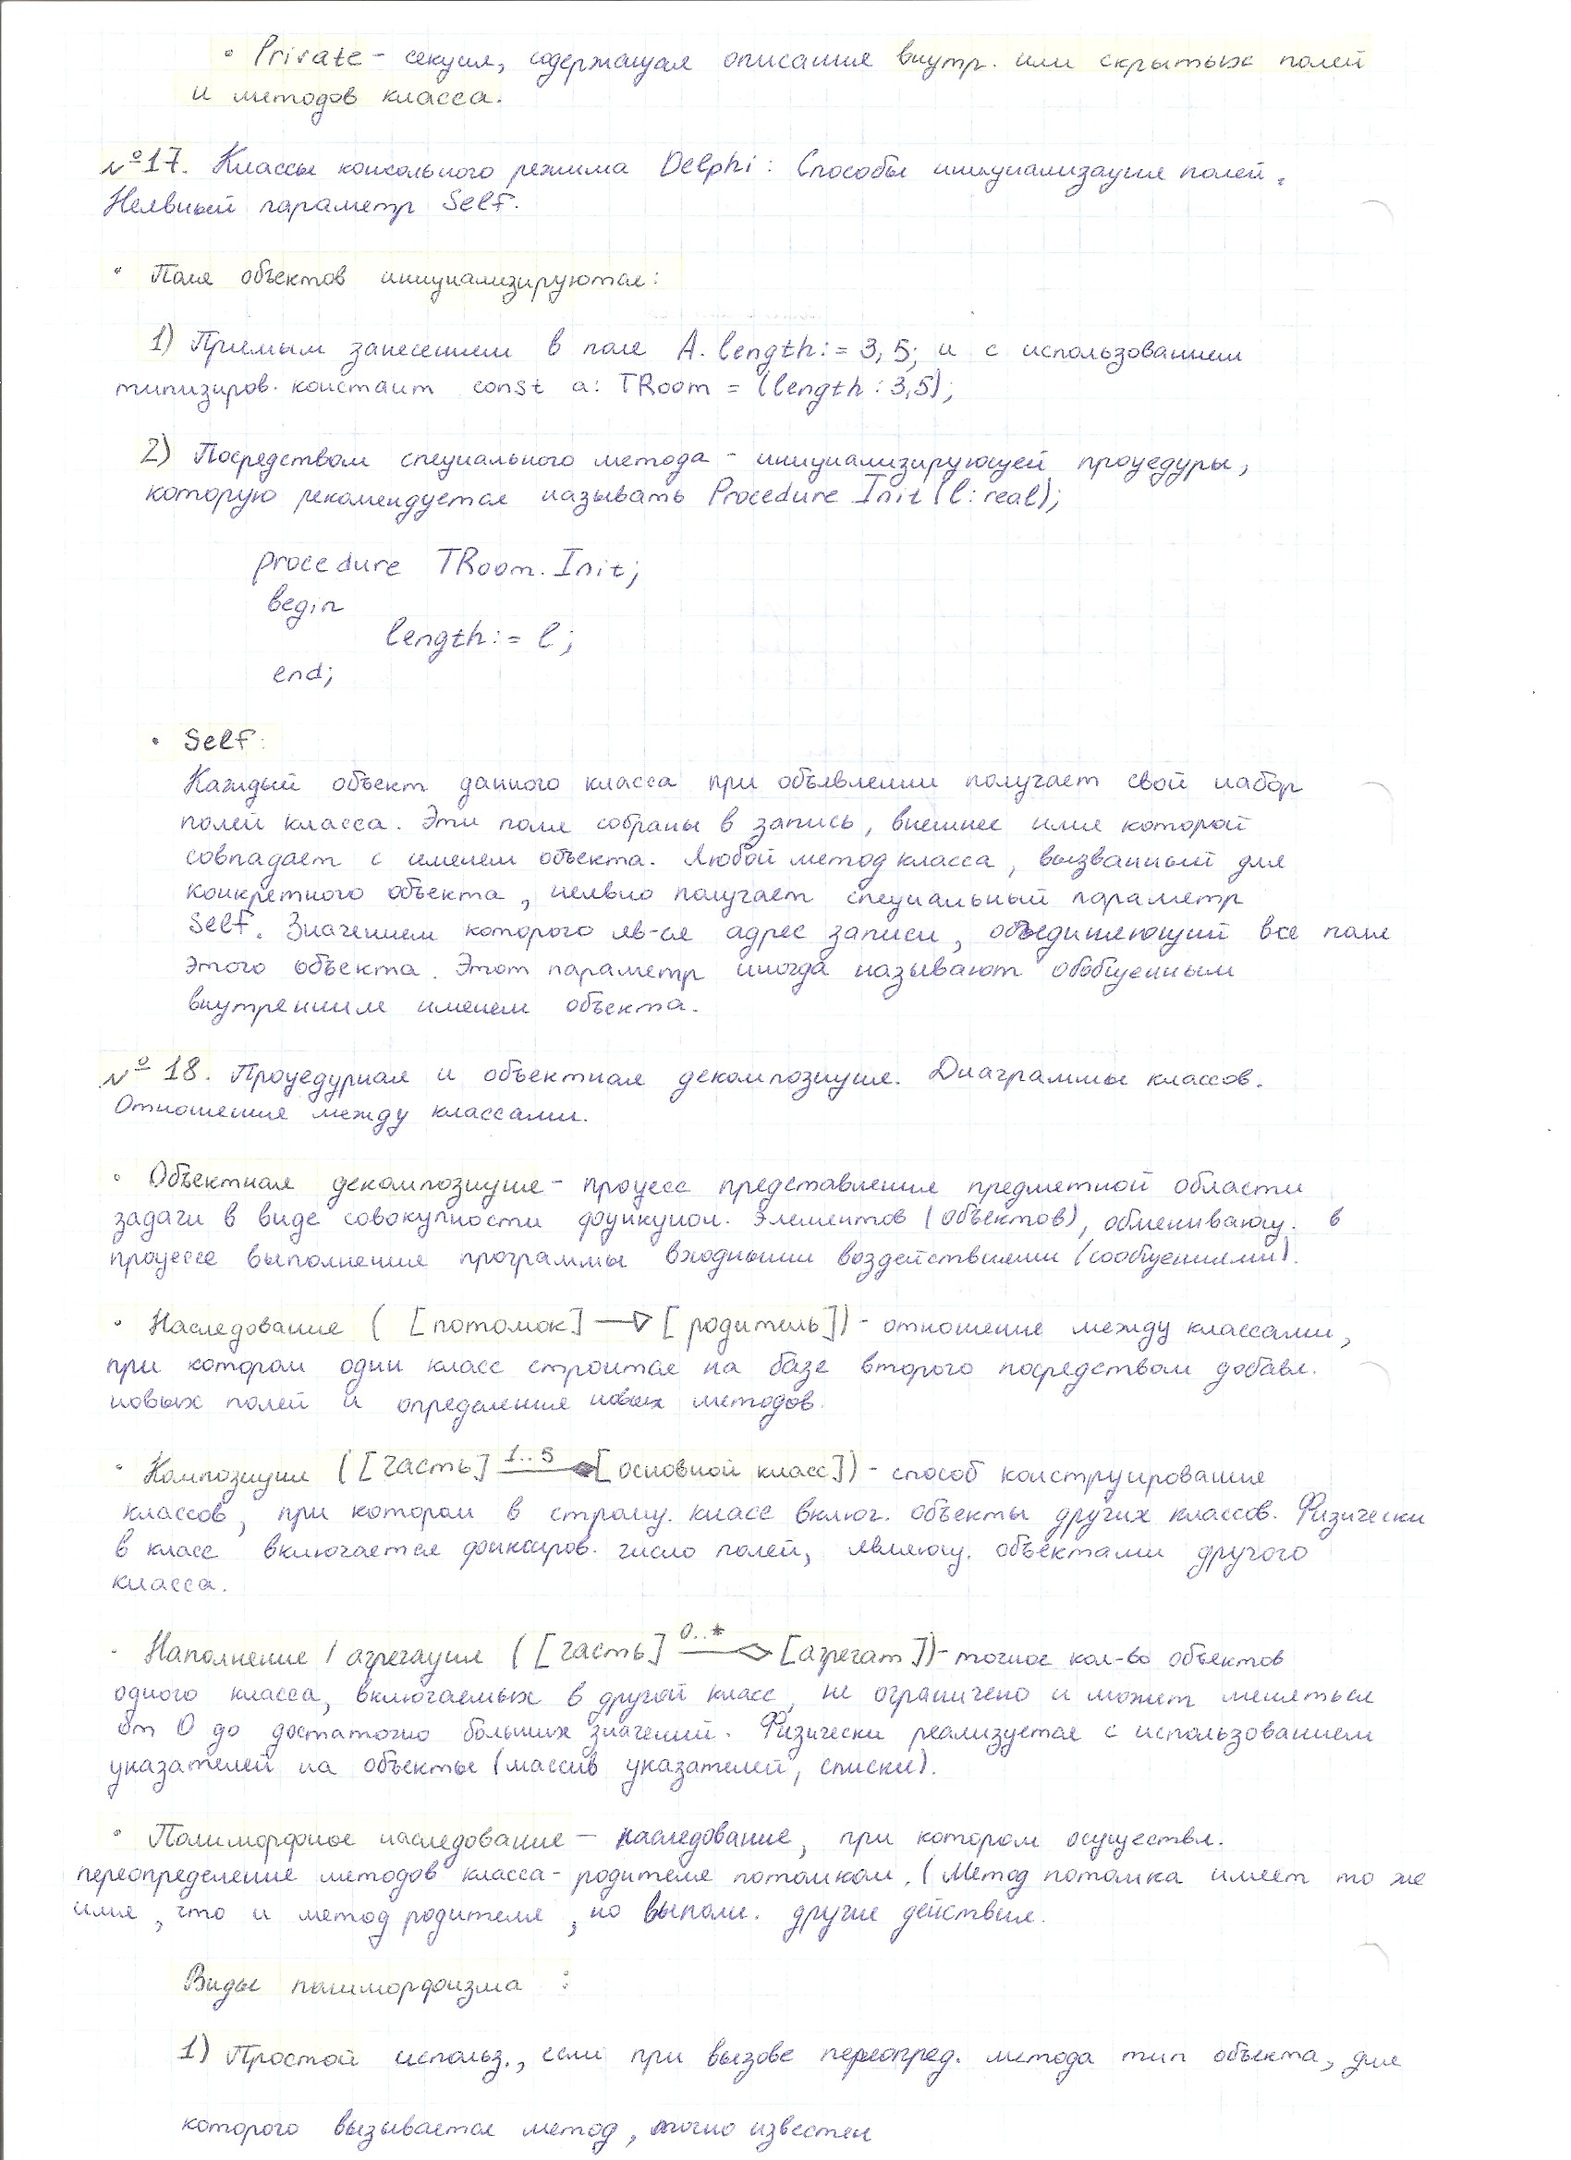 • Private - секция, содержащая описания внутр. или скрытых полей
и методов класса.
№17. Классы консольного режима Delphi: Способы инициализации полей.
Неявный параметр Self.
• Поля объектов инициализируются:
1) Прямым занесением в поле A.length:= 3,5; и с использованием
типизиров. констант const a: TRoom = (length: 3,5);
2) Посредством специального метода - инициализирующей процедуры,
которую рекомендуется называть Procedure Init(l: real);
procedure TRoom.Init;
begin
length:= l;
end;
• Self:
Каждый объект данного класса при объявлении получает свой набор
полей класса. Эти поля собраны в запись, внешнее имя которой
совпадает с именем объекта. Любой метод класса, вызванный для
конкретного объекта, неявно получает специальный параметр
Self. Значением которого яв-ся адрес записи, объединяющий все поля
этого объекта. Этот параметр иногда называют обобщенным
внутренним именем объекта.
№ 18. Процедурная и объектная декомпозиция. Диаграммы классов.
Отношения между классами.
• Объектная декомпозиция - процесс представления предметной области
задачи в виде совокупности функцион. элементов (объектов), обменивающ. в
процессе выполнения программы входными воздействиями (сообщениями).
• Наследование ( [потомок] —▷ [родитель]) - отношение между классами,
при котором один класс строится на базе второго посредством добавл.
новых полей и определения новых методов.
• Композиция ([часть] 1..5 —◆ [основной класс]) - способ конструирования
классов, при котором в строящ. класс включ. объекты других классов. Физически
в класс включается фиксиров. число полей, являющ. объектами другого
класса.
• Наполнение / агрегация ([часть] 0..* —◇ [агрегат]) - точное кол-во объектов
одного класса, включаемых в другой класс, не ограничено и может меняться
от 0 до достаточно больших значений. Физически реализуется с использованием
указателей на объекты (массив указателей, списки).
• Полиморфное наследование — наследование, при котором осуществл.
переопределение методов класса-родителя потомком. (Метод потомка имеет то же
имя, что и метод родителя, но выполн. другие действия.
Виды полиморфизма :
1) Простой использ., если при вызове переопред. метода тип объекта, для
которого вызывается метод, точно известен